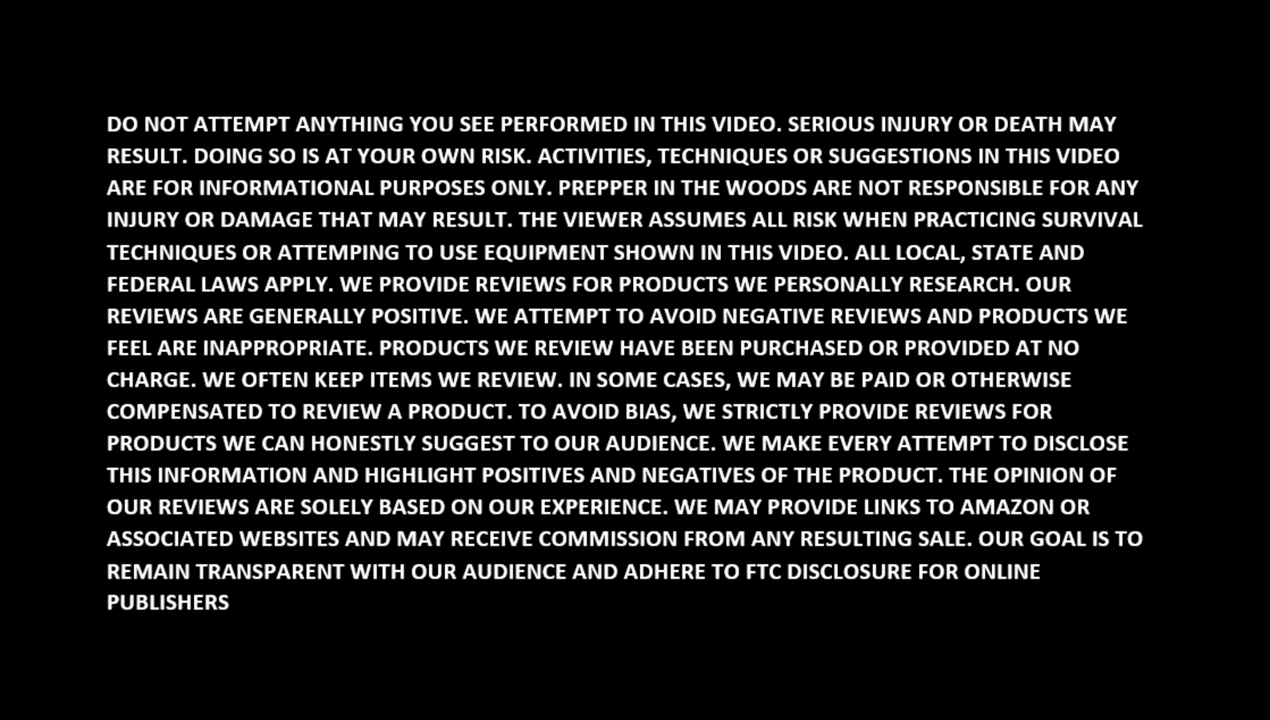 DO NOT ATTEMPT ANYTHING YOU SEE PERFORMED IN THIS VIDEO. SERIOUS INJURY OR DEATH MAY
RESULT. DOING SO IS AT YOUR OWN RISK. ACTIVITIES, TECHNIQUES OR SUGGESTIONS IN THIS VIDEO
ARE FOR INFORMATIONAL PURPOSES ONLY. PREPPER IN THE WOODS ARE NOT RESPONSIBLE FOR ANY
INJURY OR DAMAGE THAT MAY RESULT. THE VIEWER ASSUMES ALL RISK WHEN PRACTICING SURVIVAL
TECHNIQUES OR ATTEMPING TO USE EQUIPMENT SHOWN IN THIS VIDEO. ALL LOCAL, STATE AND
FEDERAL LAWS APPLY. WE PROVIDE REVIEWS FOR PRODUCTS WE PERSONALLY RESEARCH. OUR
REVIEWS ARE GENERALLY POSITIVE. WE ATTEMPT TO AVOID NEGATIVE REVIEWS AND PRODUCTS WE
FEEL ARE INAPPROPRIATE. PRODUCTS WE REVIEW HAVE BEEN PURCHASED OR PROVIDED AT NO
CHARGE. WE OFTEN KEEP ITEMS WE REVIEW. IN SOME CASES, WE MAY BE PAID OR OTHERWISE
COMPENSATED TO REVIEW A PRODUCT. TO AVOID BIAS, WE STRICTLY PROVIDE REVIEWS FOR
PRODUCTS WE CAN HONESTLY SUGGEST TO OUR AUDIENCE. WE MAKE EVERY ATTEMPT TO DISCLOSE
THIS INFORMATION AND HIGHLIGHT POSITIVES AND NEGATIVES OF THE PRODUCT. THE OPINION OF
OUR REVIEWS ARE SOLELY BASED ON OUR EXPERIENCE. WE MAY PROVIDE LINKS TO AMAZON OR
ASSOCIATED WEBSITES AND MAY RECEIVE COMMISSION FROM ANY RESULTING SALE. OUR GOAL IS TO
REMAIN TRANSPARENT WITH OUR AUDIENCE AND ADHERE TO FTC DISCLOSURE FOR ONLINE
PUBLISHERS